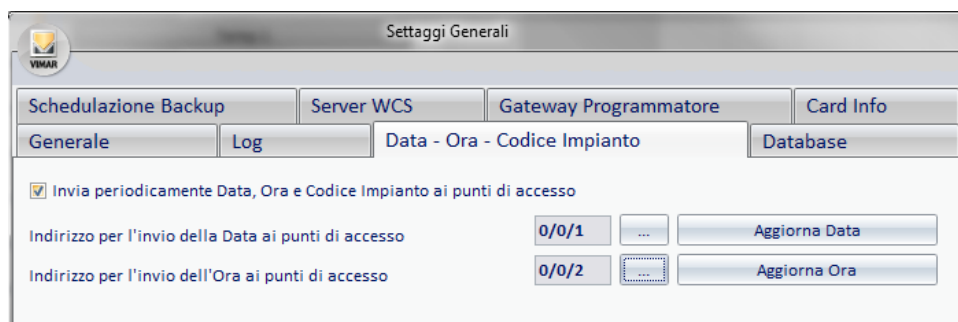 Settaggi Generali
VIMAR
Schedulazione Backup Server WCS Gateway Programmatore Card Info
Generale Log Data - Ora - Codice Impianto Database
Invia periodicamente Data, Ora e Codice Impianto ai punti di accesso
Indirizzo per l'invio della Data ai punti di accesso 0/0/1 ... Aggiorna Data
Indirizzo per l'invio dell'Ora ai punti di accesso 0/0/2 ... Aggiorna Ora